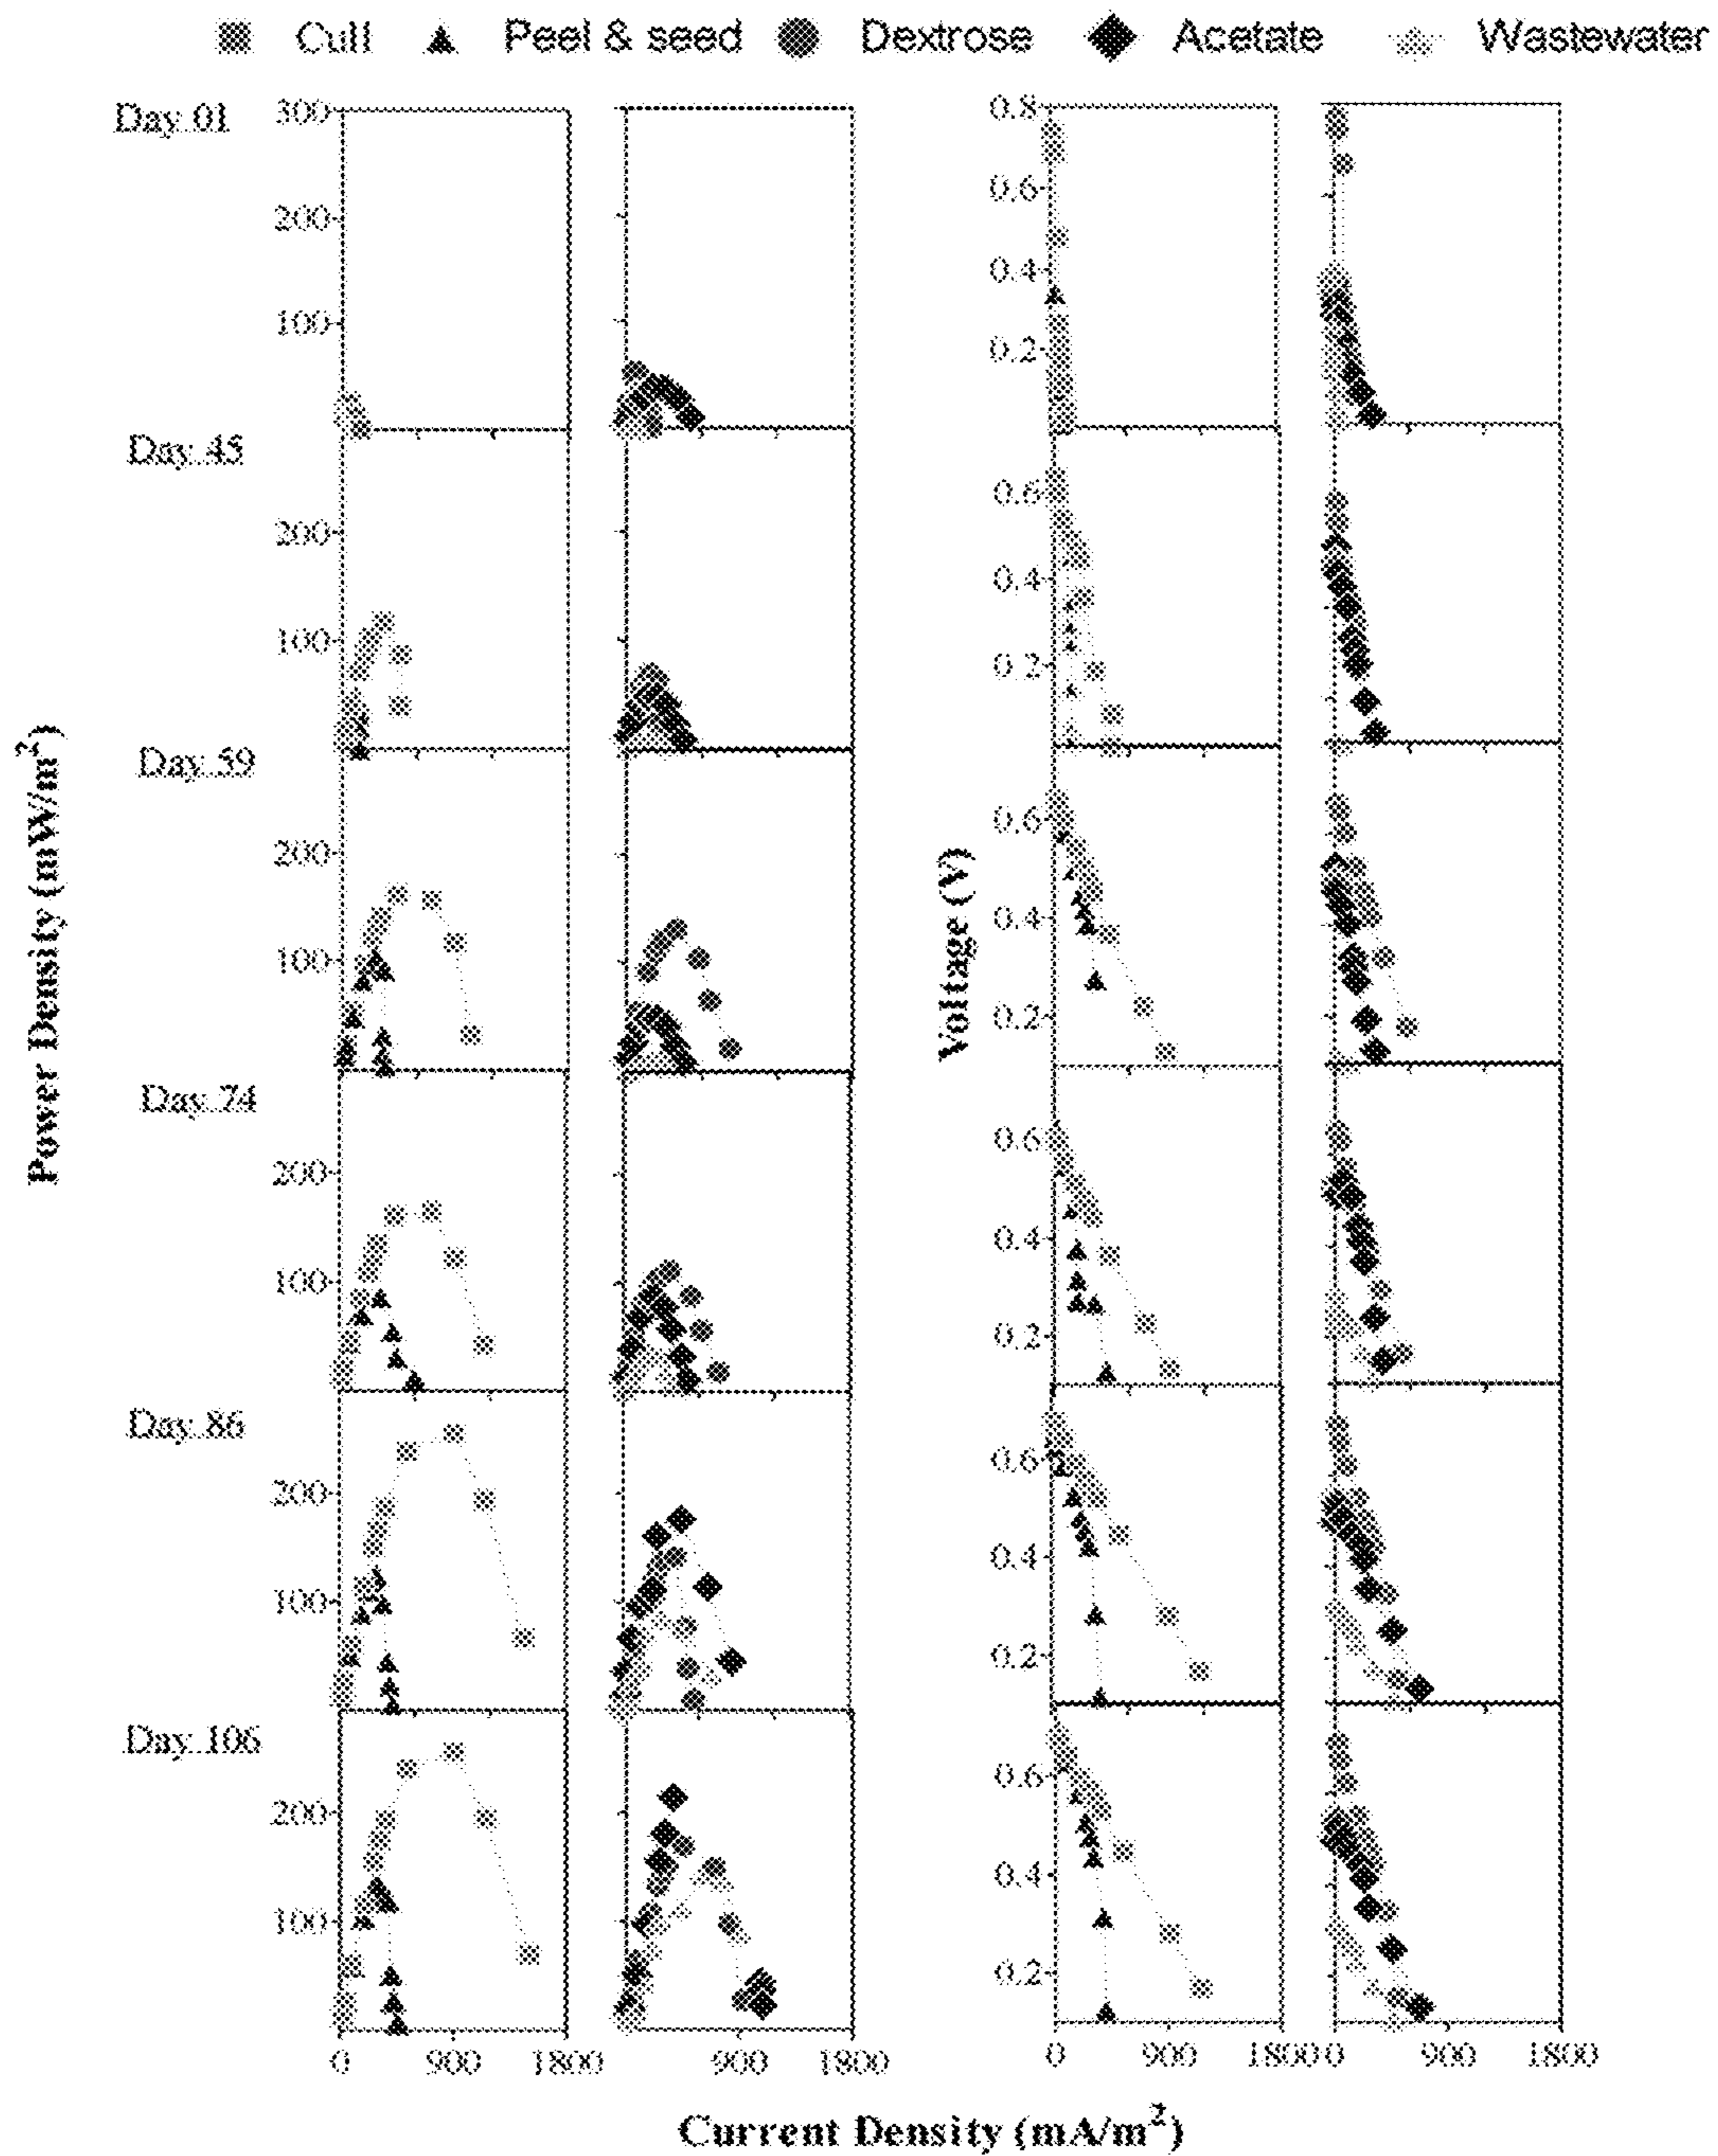 Cull Peel & seed Dextrose Acetate Wastewater
Day 01
300
200
100
0.8
0.6
0.4
0.2
Day 45
200
100
0.6
0.4
0.2
Day 59
200
100
0.6
0.4
0.2
Day 74
200
100
0.6
0.4
0.2
Day 86
200
100
0.6
0.4
0.2
Day 106
200
100
0.6
0.4
0.2
Power Density (mW/m²)
Voltage (V)
0 900 1800 900 1800 0 900 1800 0 900 1800
Current Density (mA/m²)